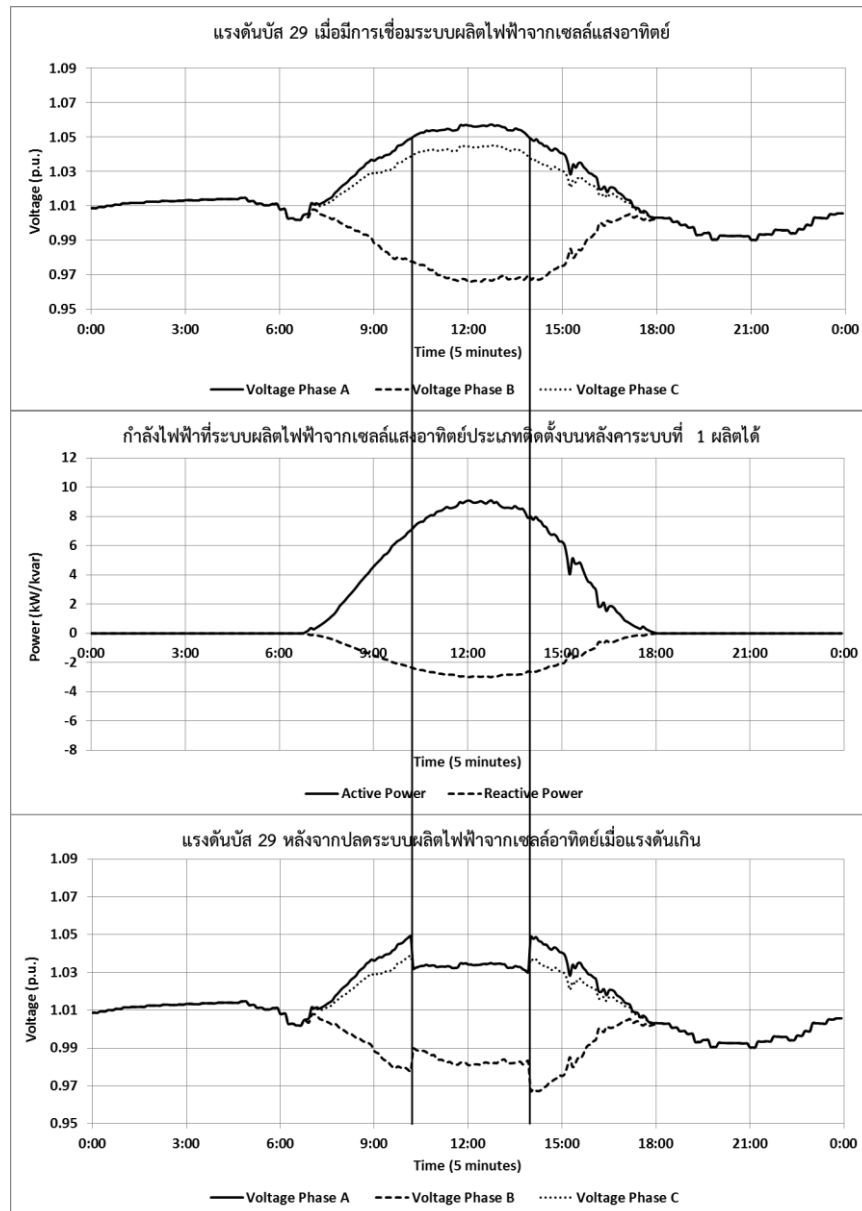 แรงดันบัส 29 เมื่อมีการเชื่อมระบบผลิตไฟฟ้าจากเซลล์แสงอาทิตย์
1.09
1.07
1.05
1.03
1.01
0.99
0.97
0.95
Voltage (p.u.)
0:00 3:00 6:00 9:00 12:00 15:00 18:00 21:00 0:00
Time (5 minutes)
Voltage Phase A Voltage Phase B Voltage Phase C
กำลังไฟฟ้าที่ระบบผลิตไฟฟ้าจากเซลล์แสงอาทิตย์ประเภทติดตั้งบนหลังคาระบบที่ 1 ผลิตได้
12
10
8
6
4
2
0
-2
-4
-6
-8
Power (kW/kvar)
0:00 3:00 6:00 9:00 12:00 15:00 18:00 21:00 0:00
Time (5 minutes)
Active Power Reactive Power
แรงดันบัส 29 หลังจากปลดระบบผลิตไฟฟ้าจากเซลล์อาทิตย์เมื่อแรงดันเกิน
1.09
1.07
1.05
1.03
1.01
0.99
0.97
0.95
Voltage (p.u.)
0:00 3:00 6:00 9:00 12:00 15:00 18:00 21:00 0:00
Time (5 minutes)
Voltage Phase A Voltage Phase B Voltage Phase C